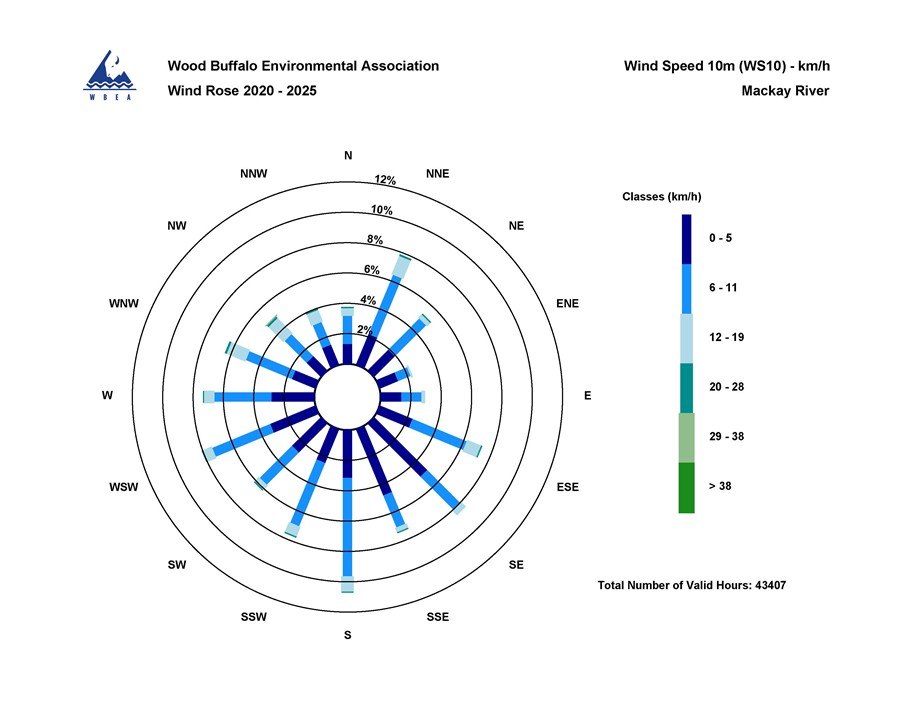 Wood Buffalo Environmental Association
Wind Speed 10m (WS10) - km/h
W B E A
Wind Rose 2020 - 2025
Mackay River
N
NNW
12%
NNE
Classes (km/h)
10%
NW
NE
8%
0 - 5
6%
6 - 11
4%
WNW
ENE
2%
12 - 19
W
E
20 - 28
29 - 38
WSW
ESE
> 38
SW
SE
Total Number of Valid Hours: 43407
SSW
SSE
S